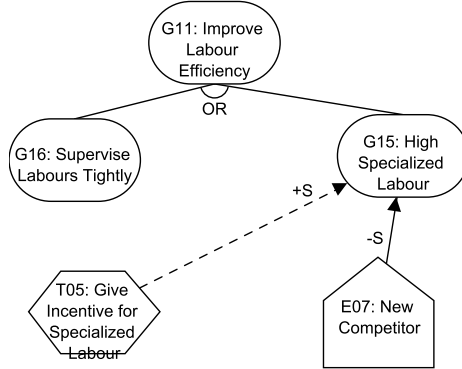 G11: Improve
Labour
Efficiency
OR
G16: Supervise
Labours Tightly
G15: High
Specialized
Labour
+S
-S
T05: Give
Incentive for
Specialized
Labour
E07: New
Competitor